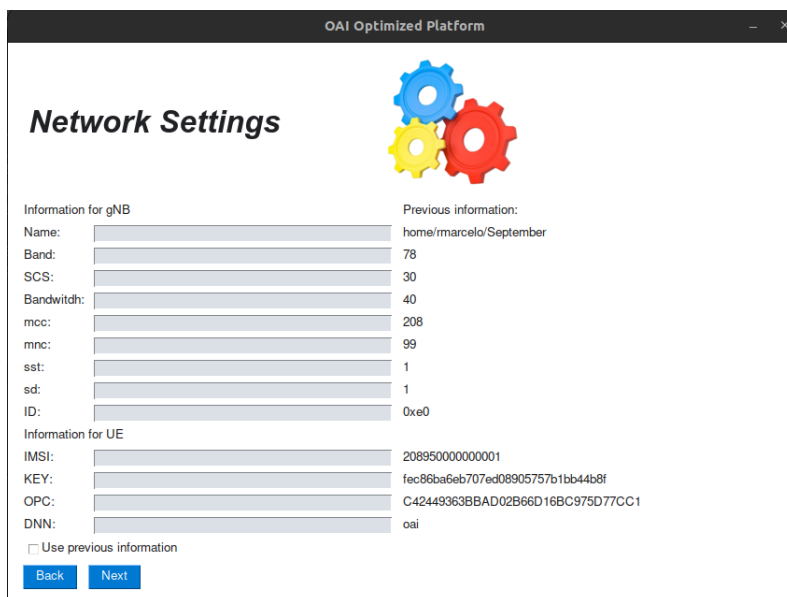 OAI Optimized Platform
Network Settings
Information for gNB Previous information:
Name: home/rmarcelo/September
Band: 78
SCS: 30
Bandwitdh: 40
mcc: 208
mnc: 99
sst: 1
sd: 1
ID: 0xe0
Information for UE
IMSI: 208950000000001
KEY: fec86ba6eb707ed08905757b1bb44b8f
OPC: C42449363BBAD02B66D16BC975D77CC1
DNN: oai
Use previous information
Back Next